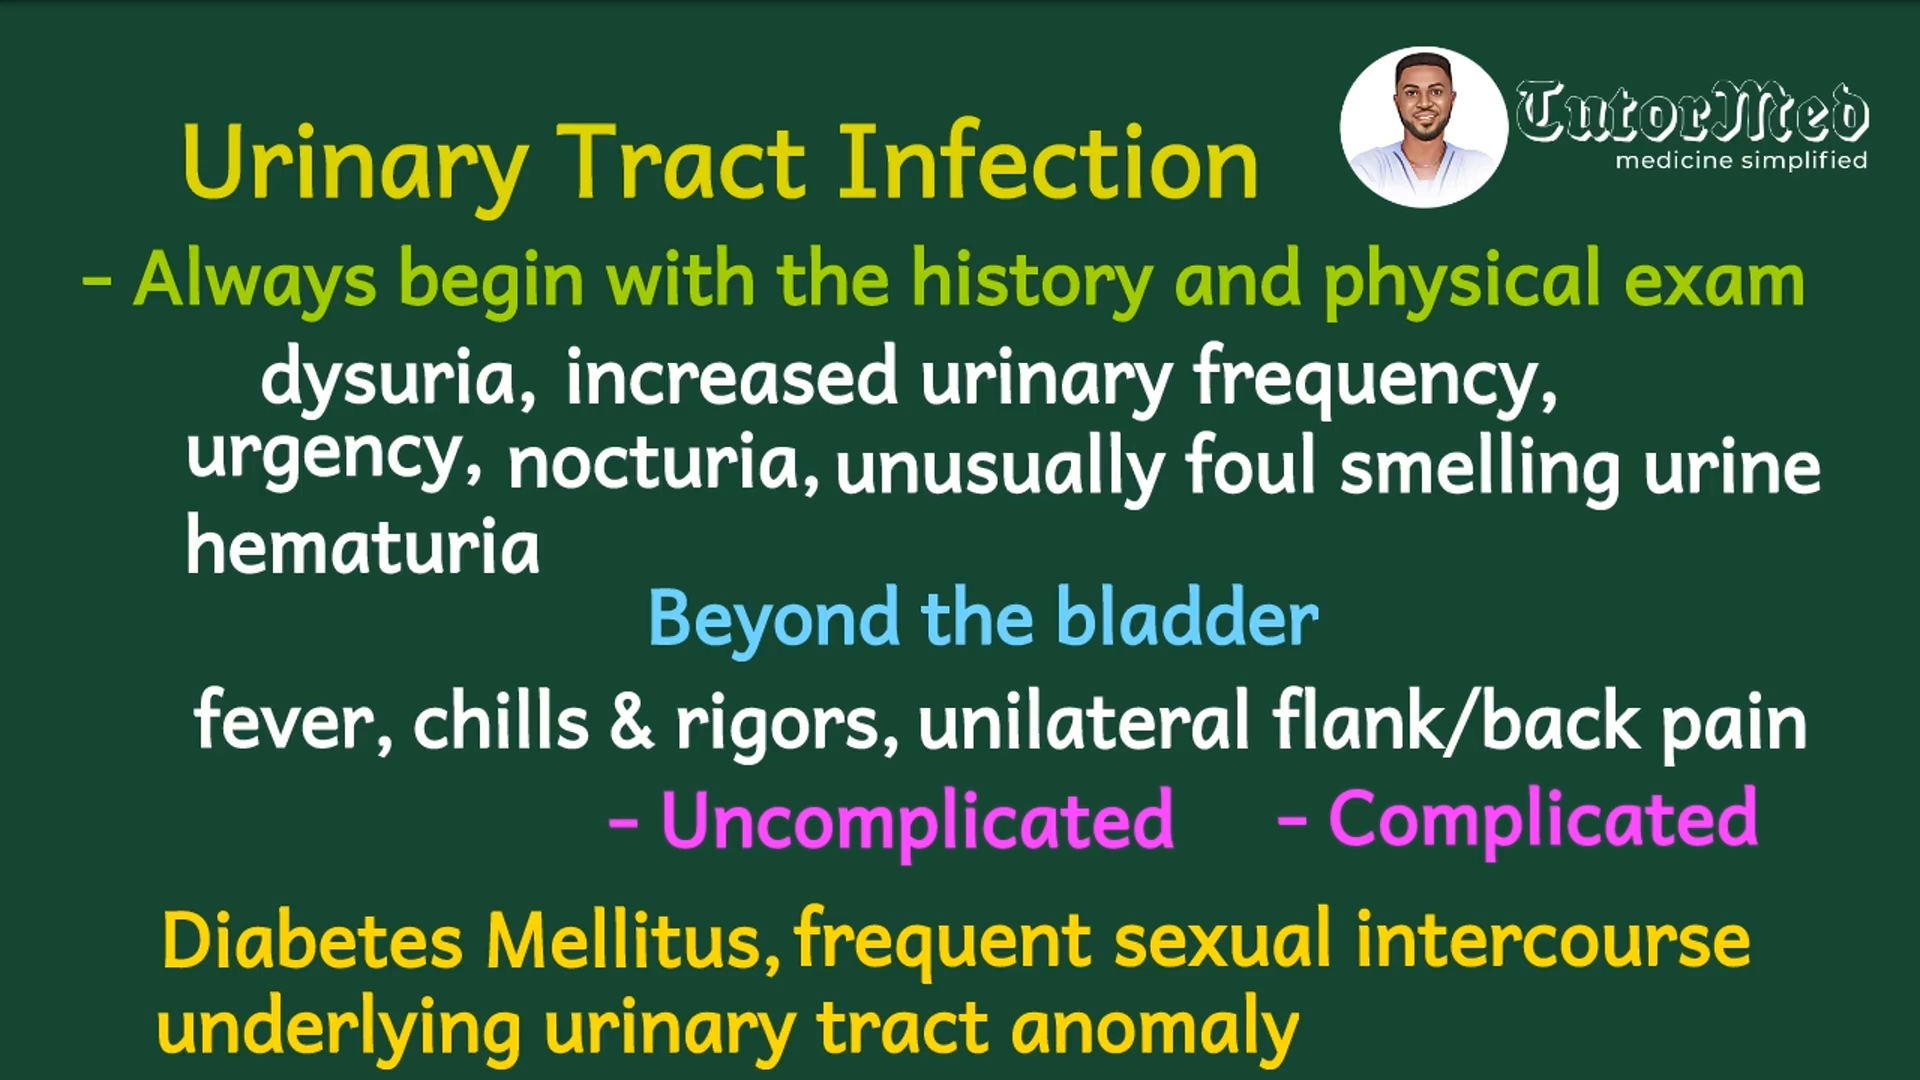 TutorMed
medicine simplified
Urinary Tract Infection
- Always begin with the history and physical exam
dysuria, increased urinary frequency,
urgency, nocturia, unusually foul smelling urine
hematuria
Beyond the bladder
fever, chills & rigors, unilateral flank/back pain
- Uncomplicated - Complicated
Diabetes Mellitus, frequent sexual intercourse
underlying urinary tract anomaly